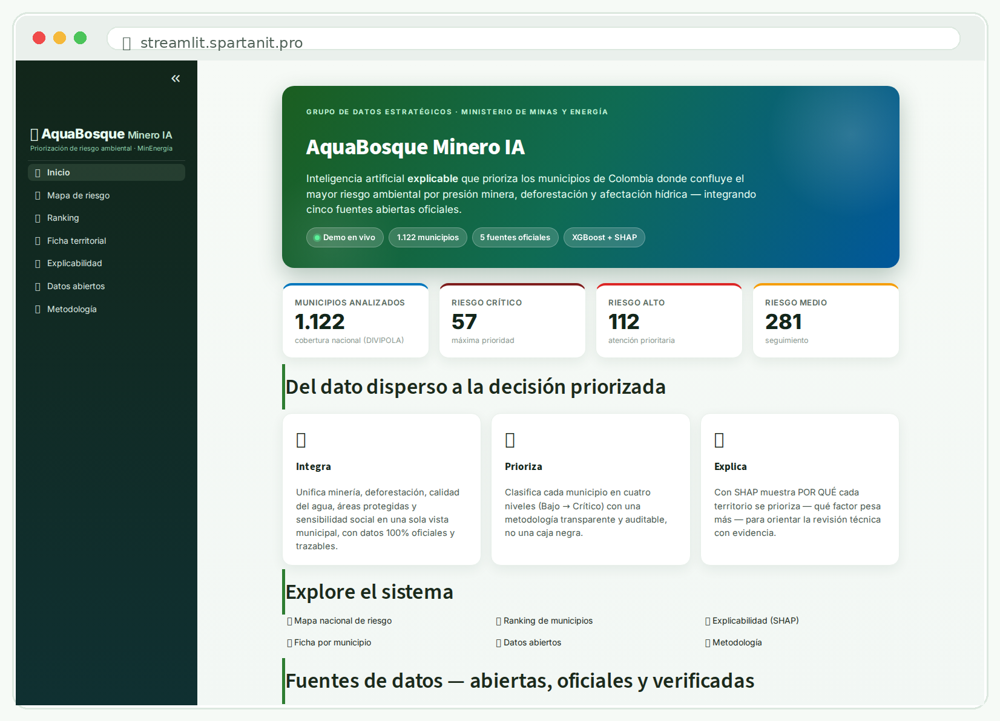 streamlit.spartanit.pro
AquaBosque Minero IA
Priorización de riesgo ambiental · MinEnergía
Inicio
Mapa de riesgo
Ranking
Ficha territorial
Explicabilidad
Datos abiertos
Metodología
GRUPO DE DATOS ESTRATÉGICOS · MINISTERIO DE MINAS Y ENERGÍA
AquaBosque Minero IA
Inteligencia artificial explicable que prioriza los municipios de Colombia donde confluye el
mayor riesgo ambiental por presión minera, deforestación y afectación hídrica — integrando
cinco fuentes abiertas oficiales.
Demo en vivo
1.122 municipios
5 fuentes oficiales
XGBoost + SHAP
MUNICIPIOS ANALIZADOS
1.122
cobertura nacional (DIVIPOLA)
RIESGO CRÍTICO
57
máxima prioridad
RIESGO ALTO
112
atención prioritaria
RIESGO MEDIO
281
seguimiento
Del dato disperso a la decisión priorizada
Integra
Unifica minería, deforestación, calidad
del agua, áreas protegidas y
sensibilidad social en una sola vista
municipal, con datos 100% oficiales y
trazables.
Prioriza
Clasifica cada municipio en cuatro
niveles (Bajo → Crítico) con una
metodología transparente y auditable,
no una caja negra.
Explica
Con SHAP muestra POR QUÉ cada
territorio se prioriza — qué factor pesa
más — para orientar la revisión técnica
con evidencia.
Explore el sistema
Mapa nacional de riesgo
Ranking de municipios
Explicabilidad (SHAP)
Ficha por municipio
Datos abiertos
Metodología
Fuentes de datos — abiertas, oficiales y verificadas